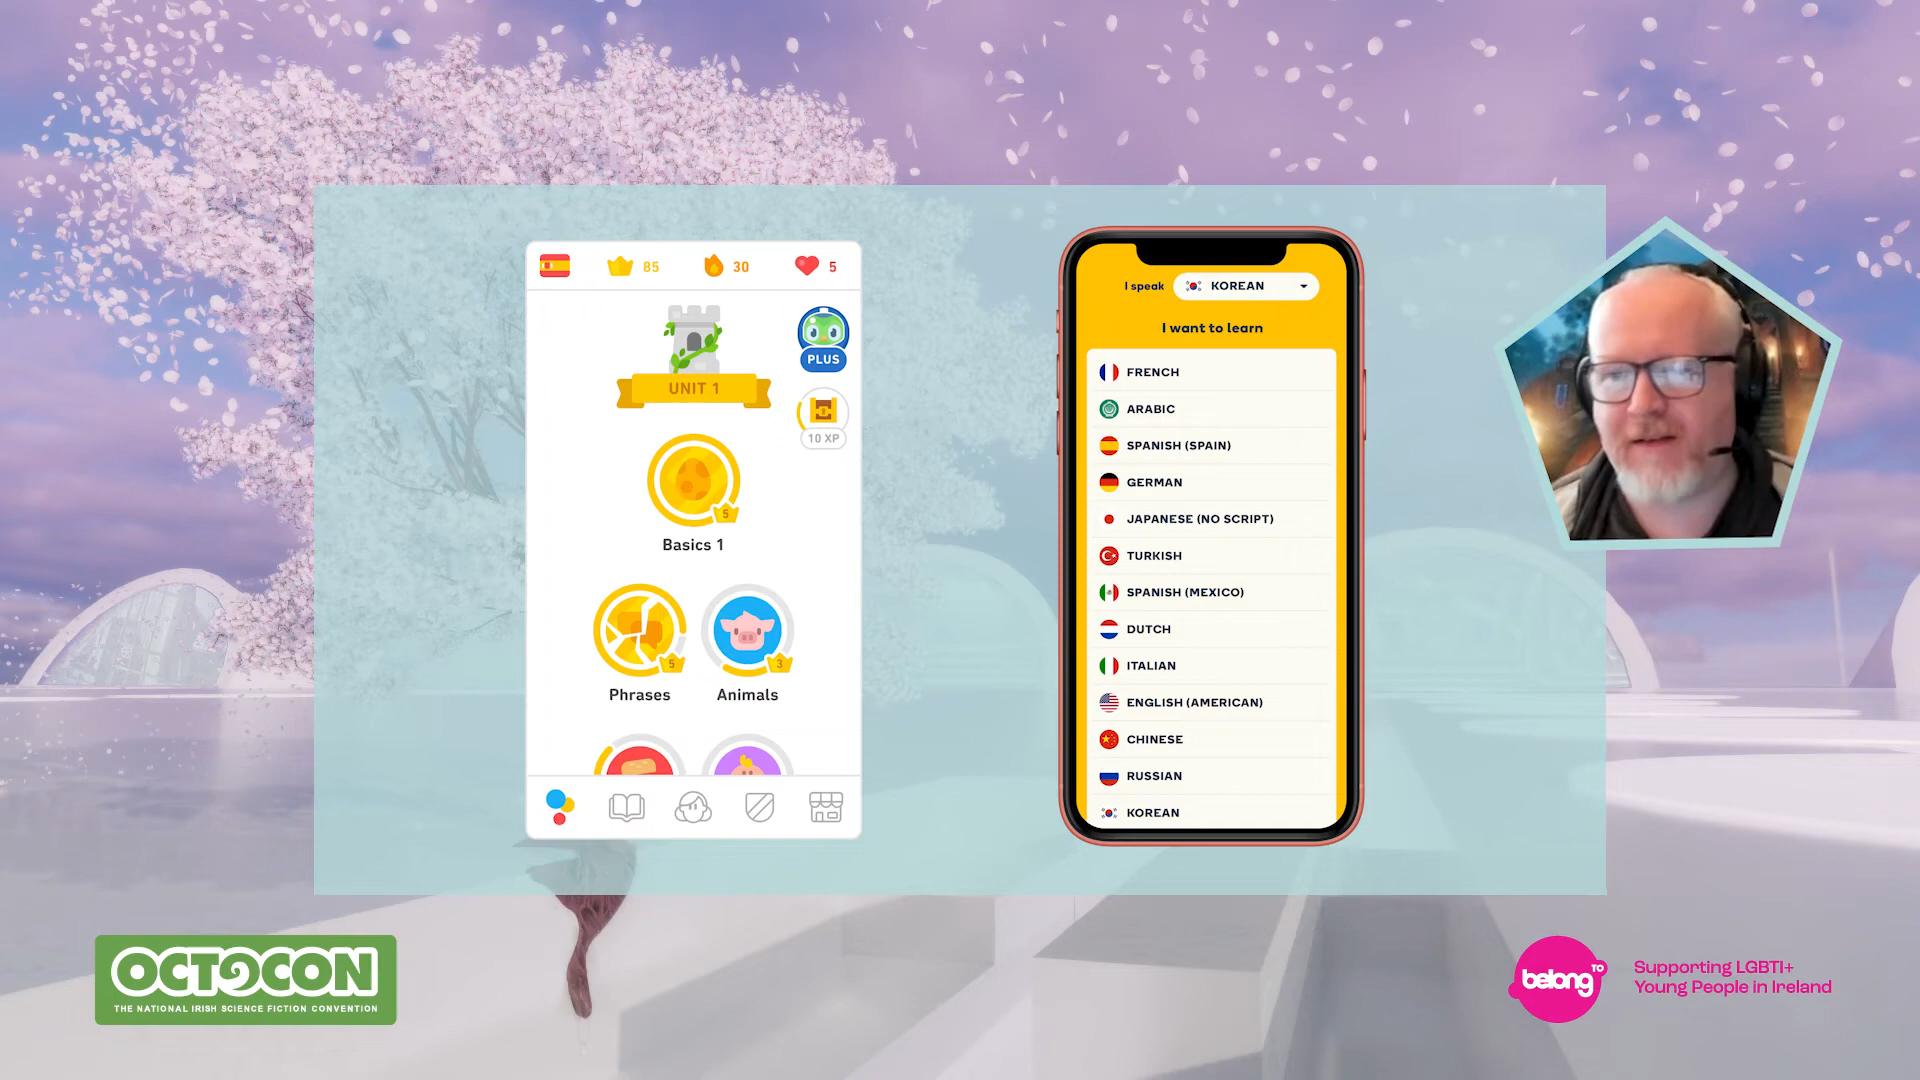 85
30
5
PLUS
UNIT 1
10 XP
5
Basics 1
5
3
Phrases
Animals
I speak
KOREAN
I want to learn
FRENCH
ARABIC
SPANISH (SPAIN)
GERMAN
JAPANESE (NO SCRIPT)
TURKISH
SPANISH (MEXICO)
DUTCH
ITALIAN
ENGLISH (AMERICAN)
CHINESE
RUSSIAN
KOREAN
OCTOCON
THE NATIONAL IRISH SCIENCE FICTION CONVENTION
belong TO
Supporting LGBTI+
Young People in Ireland